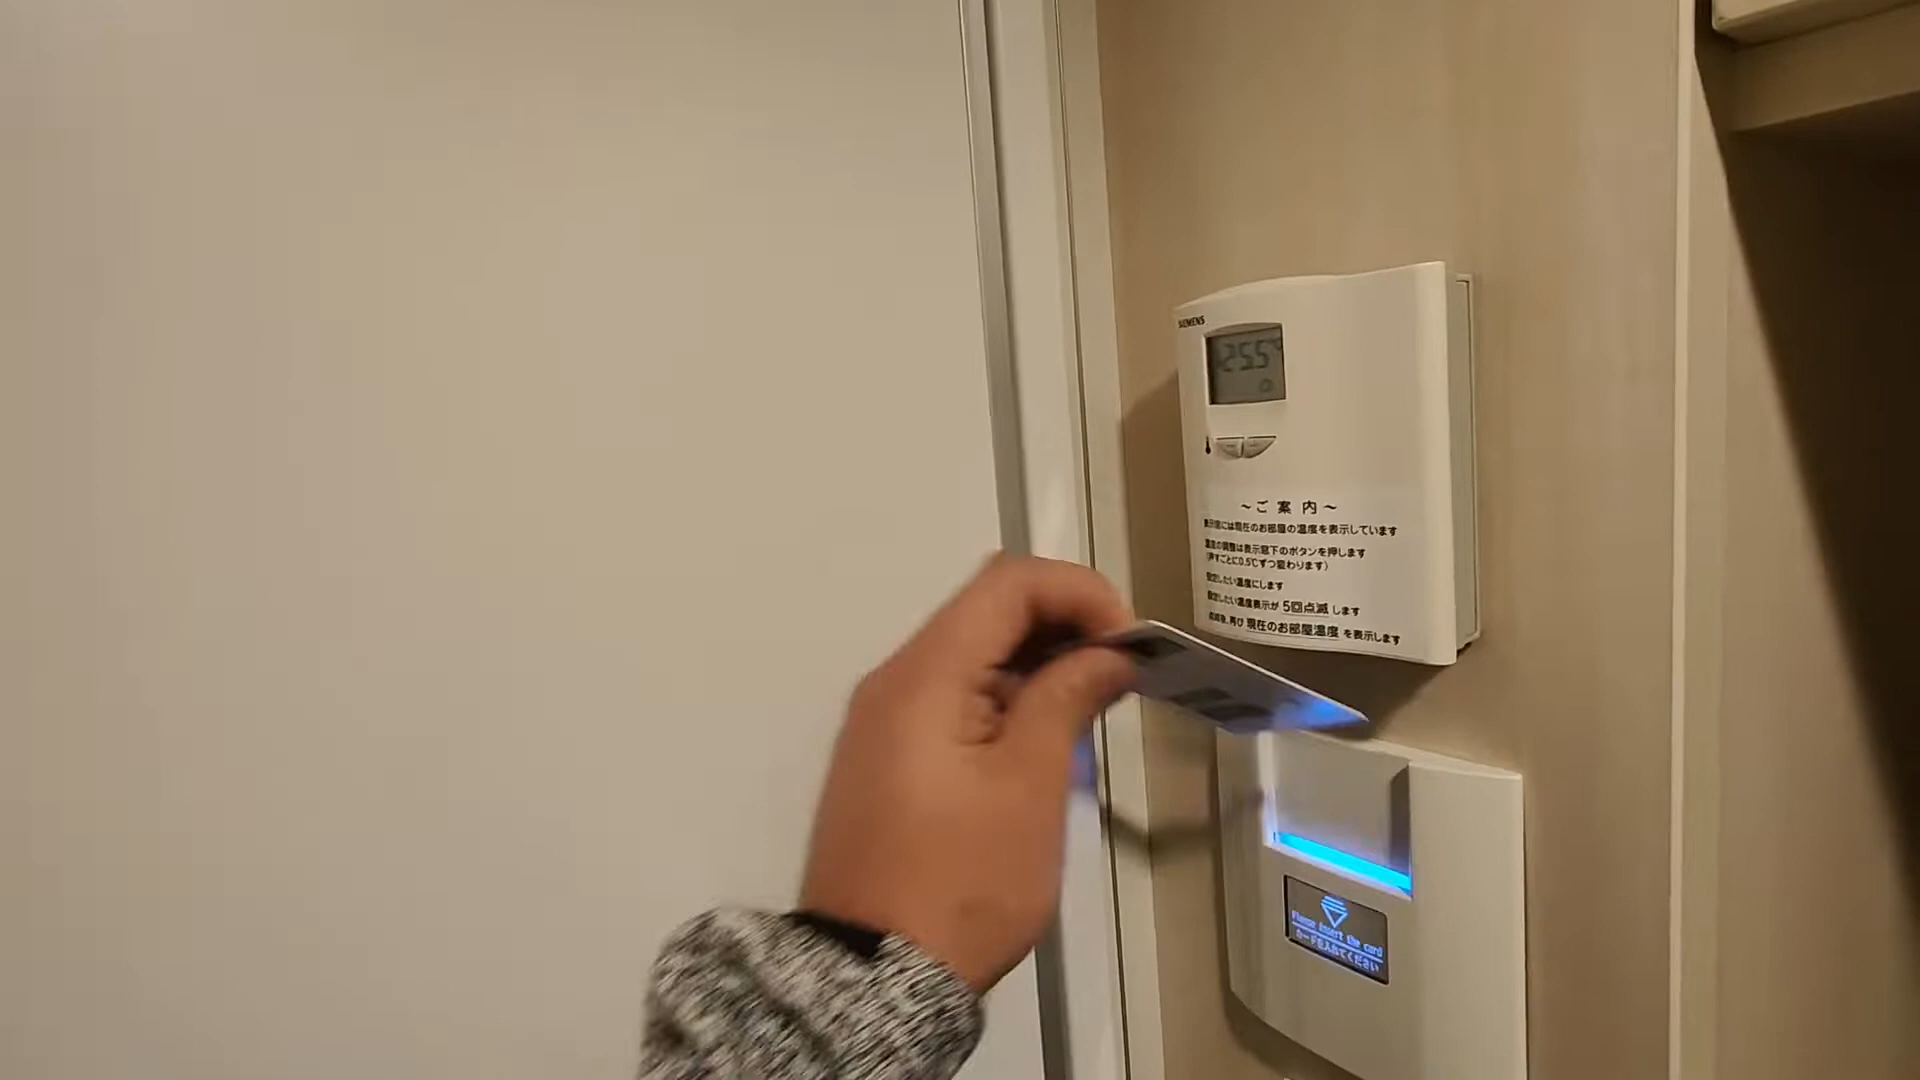 SIEMENS
25.5℃
～ご案内～
表示窓には現在のお部屋の温度を表示しています
温度の調整は表示窓下のボタンを押します
(押すごとに0.5℃ずつ変わります)
設定したい温度にします
設定したい温度表示が 5回点滅 します
点滅後、再び 現在のお部屋温度 を表示します
Please insert the card
カードを入れてください